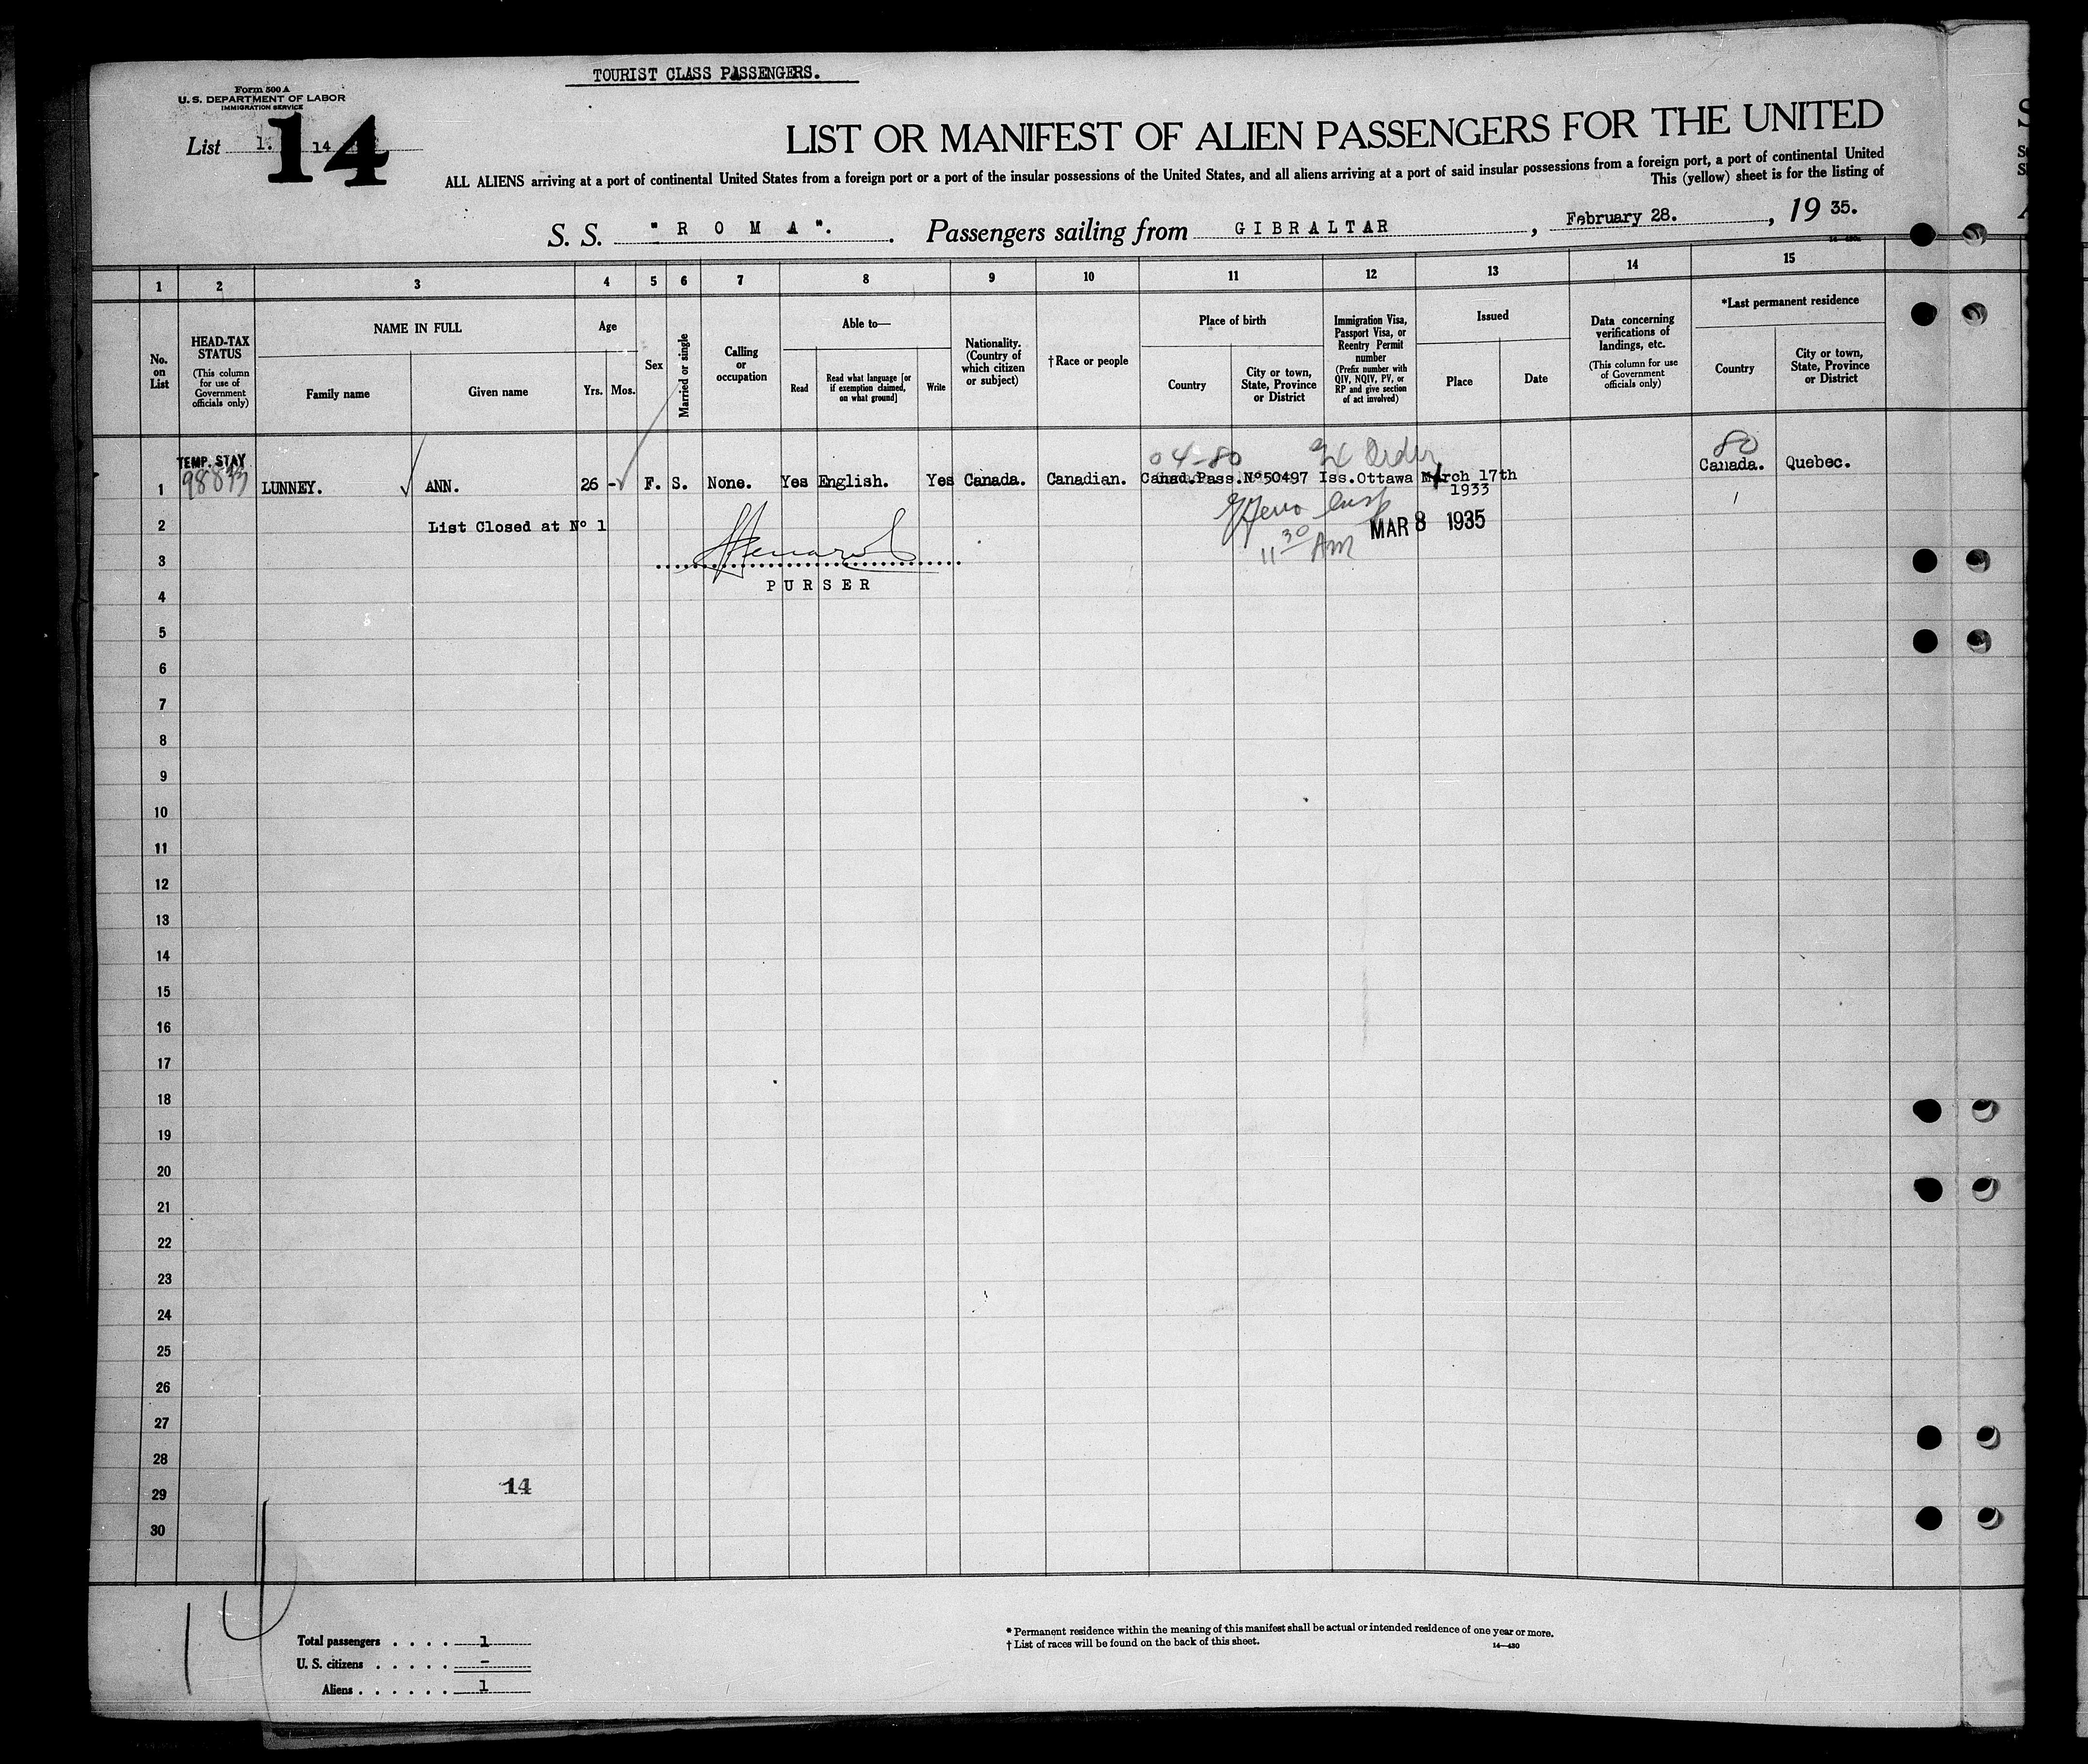 TOURIST CLASS PASSENGERS.
Form 500 A
U. S. DEPARTMENT OF LABOR
IMMIGRATION SERVICE
List 1. 14
14
LIST OR MANIFEST OF ALIEN PASSENGERS FOR THE UNITED
ALL ALIENS arriving at a port of continental United States from a foreign port or a port of the insular possessions of the United States, and all aliens arriving at a port of said insular possessions from a foreign port, a port of continental United
This (yellow) sheet is for the listing of
S. S. "R O M A". Passengers sailing from GIBRALTAR, February 28., 19 35.
1 2 3 4 5 6 7 8 9 10 11 12 13 14 15
No. on List
HEAD-TAX STATUS
(This column for use of Government officials only)
NAME IN FULL
Family name
Given name
Age
Yrs. Mos.
Sex
Married or single
Calling or occupation
Able to—
Read
Read what language [or if exemption claimed, on what ground]
Write
Nationality. (Country of which citizen or subject)
†Race or people
Place of birth
Country
City or town, State, Province or District
Immigration Visa, Passport Visa, or Reentry Permit number
(Prefix number with QIV, NQIV, PV, or RP and give section of act involved)
Issued
Place
Date
Data concerning verifications of landings, etc.
(This column for use of Government officials only)
*Last permanent residence
Country
City or town, State, Province or District
TEMP. STAY
04-80 Order 80
1 LUNNEY. ANN. 26 - F. S. None. Yes English. Yes Canada. Canadian. Canad.Pass.Nº50497 Iss.Ottawa March 17th 1933 Canada. Quebec.
2 List Closed at Nº 1
MAR 8 1935
11 30 AM
3
PURSER
4
5
6
7
8
9
10
11
12
13
14
15
16
17
18
19
20
21
22
23
24
25
26
27
28
29 14
30
14
Total passengers . . . . 1
U. S. citizens . . . . . -
Aliens . . . . . . 1
* Permanent residence within the meaning of this manifest shall be actual or intended residence of one year or more.
† List of races will be found on the back of this sheet.
14—430